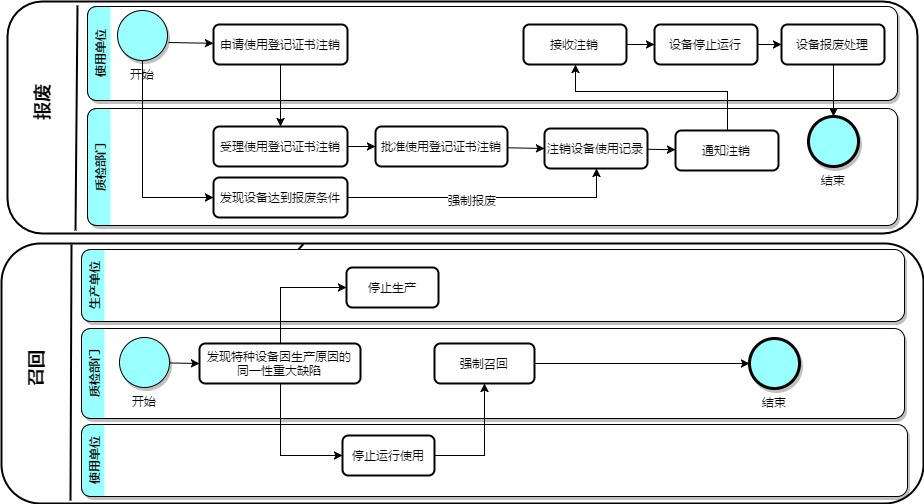 报废
使用单位
开始
申请使用登记证书注销
接收注销
设备停止运行
设备报废处理
质检部门
受理使用登记证书注销
批准使用登记证书注销
注销设备使用记录
通知注销
结束
发现设备达到报废条件
强制报废
召回
生产单位
停止生产
质检部门
开始
发现特种设备因生产原因的
同一性重大缺陷
强制召回
结束
使用单位
停止运行使用